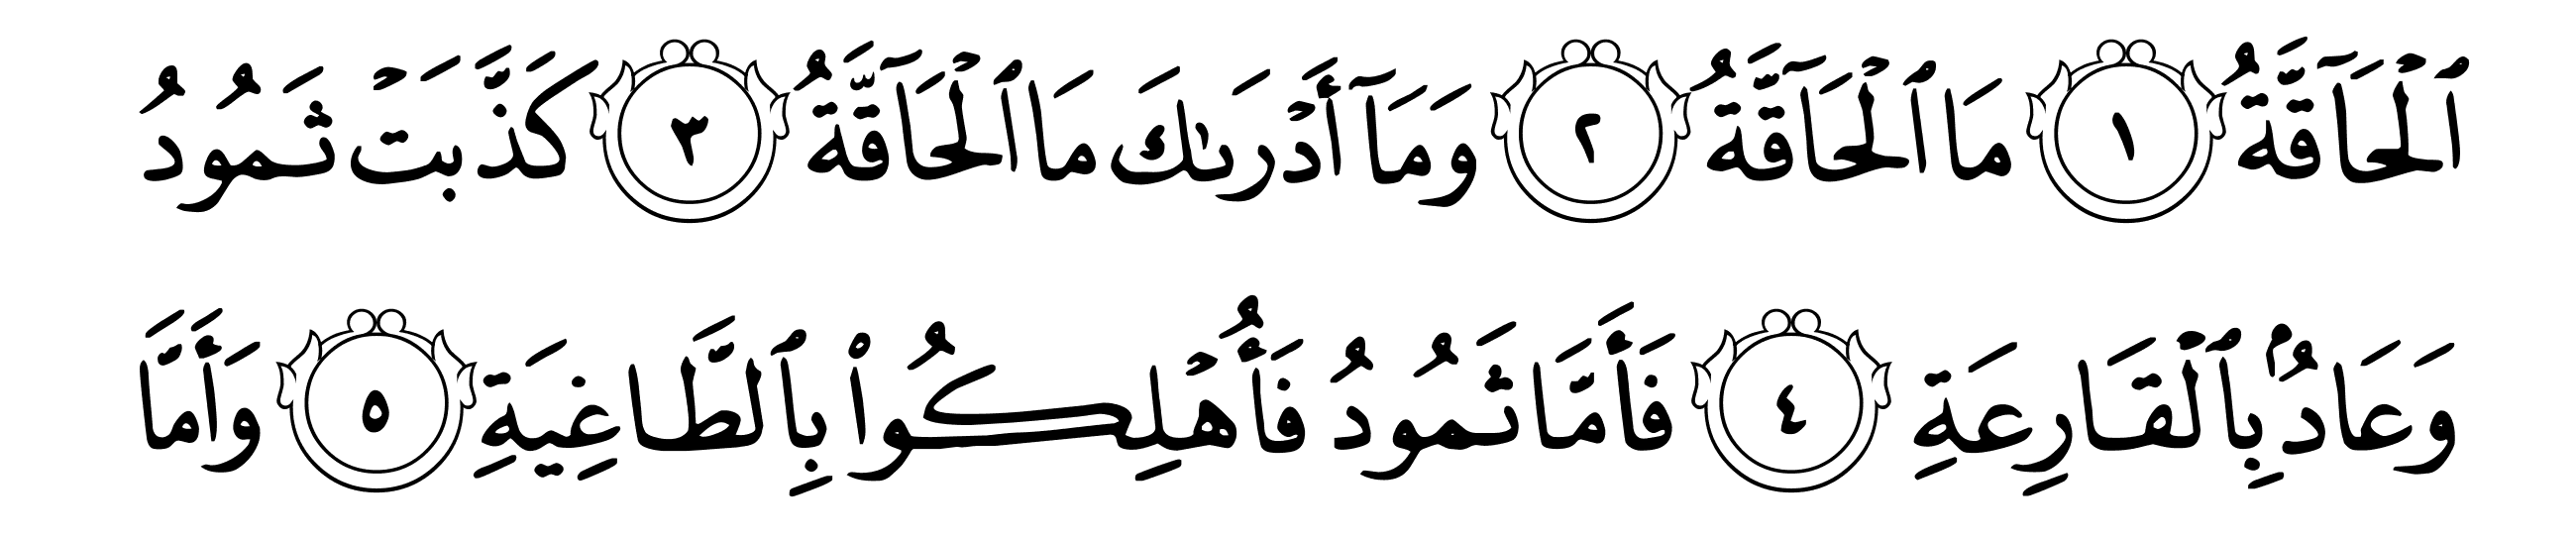 ٱلۡحَآقَّةُ ١ مَا ٱلۡحَآقَّةُ ٢ وَمَآ أَدۡرَىٰكَ مَا ٱلۡحَآقَّةُ ٣ كَذَّبَتۡ ثَمُودُ
وَعَادُۢ بِٱلۡقَارِعَةِ ٤ فَأَمَّا ثَمُودُ فَأُهۡلِكُواْ بِٱلطَّاغِيَةِ ٥ وَأَمَّا